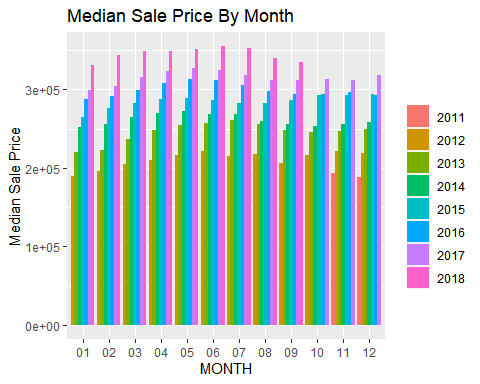 Median Sale Price By Month
Median Sale Price
3e+05
2e+05
1e+05
0e+00
01 02 03 04 05 06 07 08 09 10 11 12
MONTH
2011
2012
2013
2014
2015
2016
2017
2018